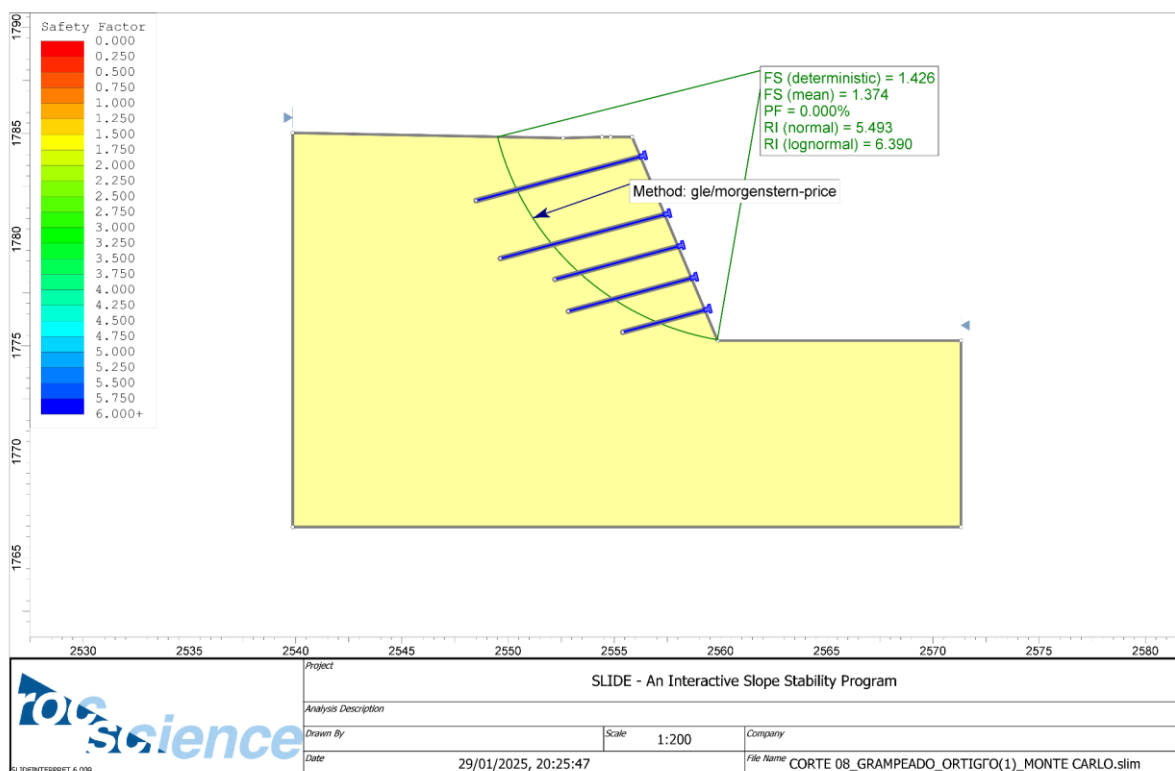 Safety Factor
0.000
0.250
0.500
0.750
1.000
1.250
1.500
1.750
2.000
2.250
2.500
2.750
3.000
3.250
3.500
3.750
4.000
4.250
4.500
4.750
5.000
5.250
5.500
5.750
6.000+
1790
1785
1780
1775
1770
1765
FS (deterministic) = 1.426
FS (mean) = 1.374
PF = 0.000%
RI (normal) = 5.493
RI (lognormal) = 6.390
Method: gle/morgenstern-price
2530 2535 2540 2545 2550 2555 2560 2565 2570 2575 2580
rocscience
SLIDEINTERPRET 6.009
Project
SLIDE - An Interactive Slope Stability Program
Analysis Description
Drawn By
Scale
1:200
Company
Date
29/01/2025, 20:25:47
File Name
CORTE 08_GRAMPEADO_ORTIGTO(1)_MONTE CARLO.slim